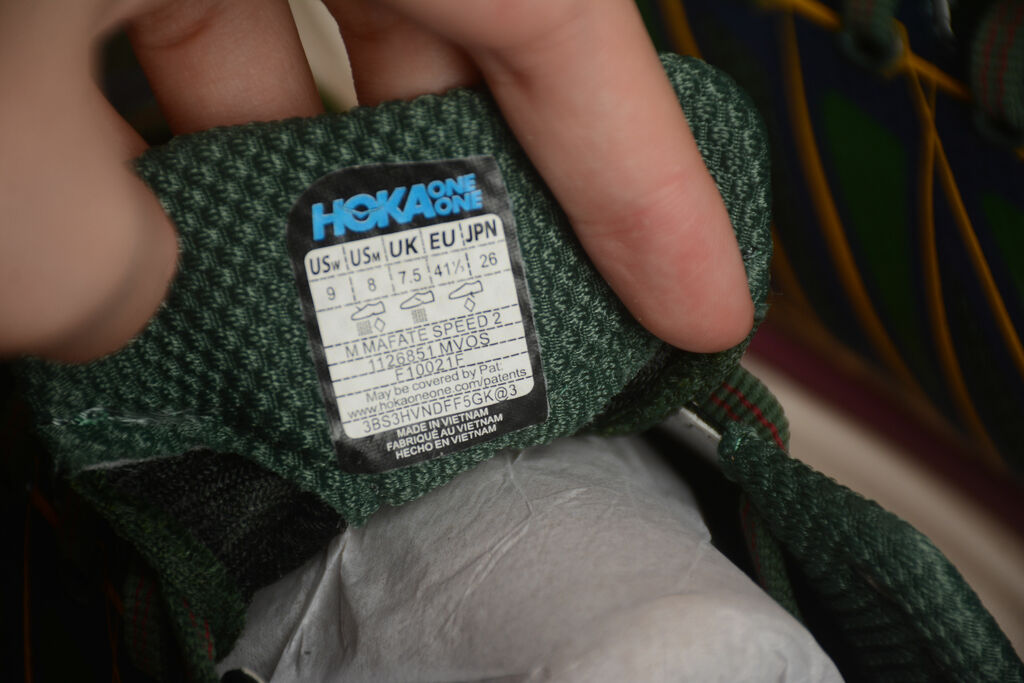 HOKA ONE ONE
USW USM UK EU JPN
9 8 7.5 41⅓ 26
M MAFATE SPEED 2
1126851 MVOS
F10021F
May be covered by Pat:
www.hokaoneone.com/patents
3BS3HVNDFF5GK@3
MADE IN VIETNAM
FABRIQUÉ AU VIETNAM
HECHO EN VIETNAM